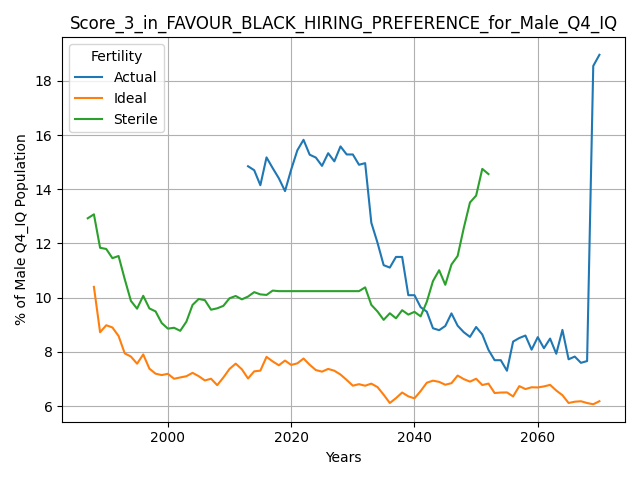 Score_3_in_FAVOUR_BLACK_HIRING_PREFERENCE_for_Male_Q4_IQ
Fertility
Actual
Ideal
Sterile
% of Male Q4_IQ Population
18
16
14
12
10
8
6
2000
2020
2040
2060
Years